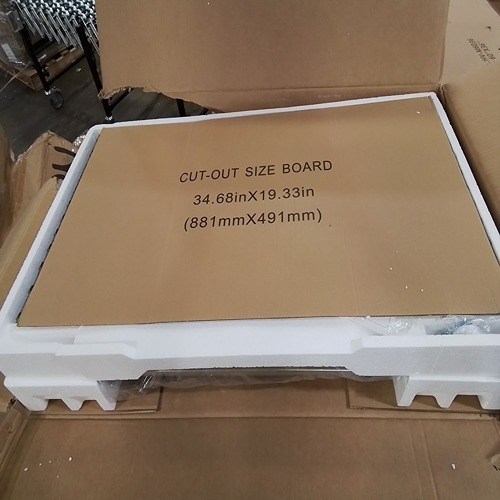 CUT-OUT SIZE BOARD
34.68inX19.33in
(881mmX491mm)